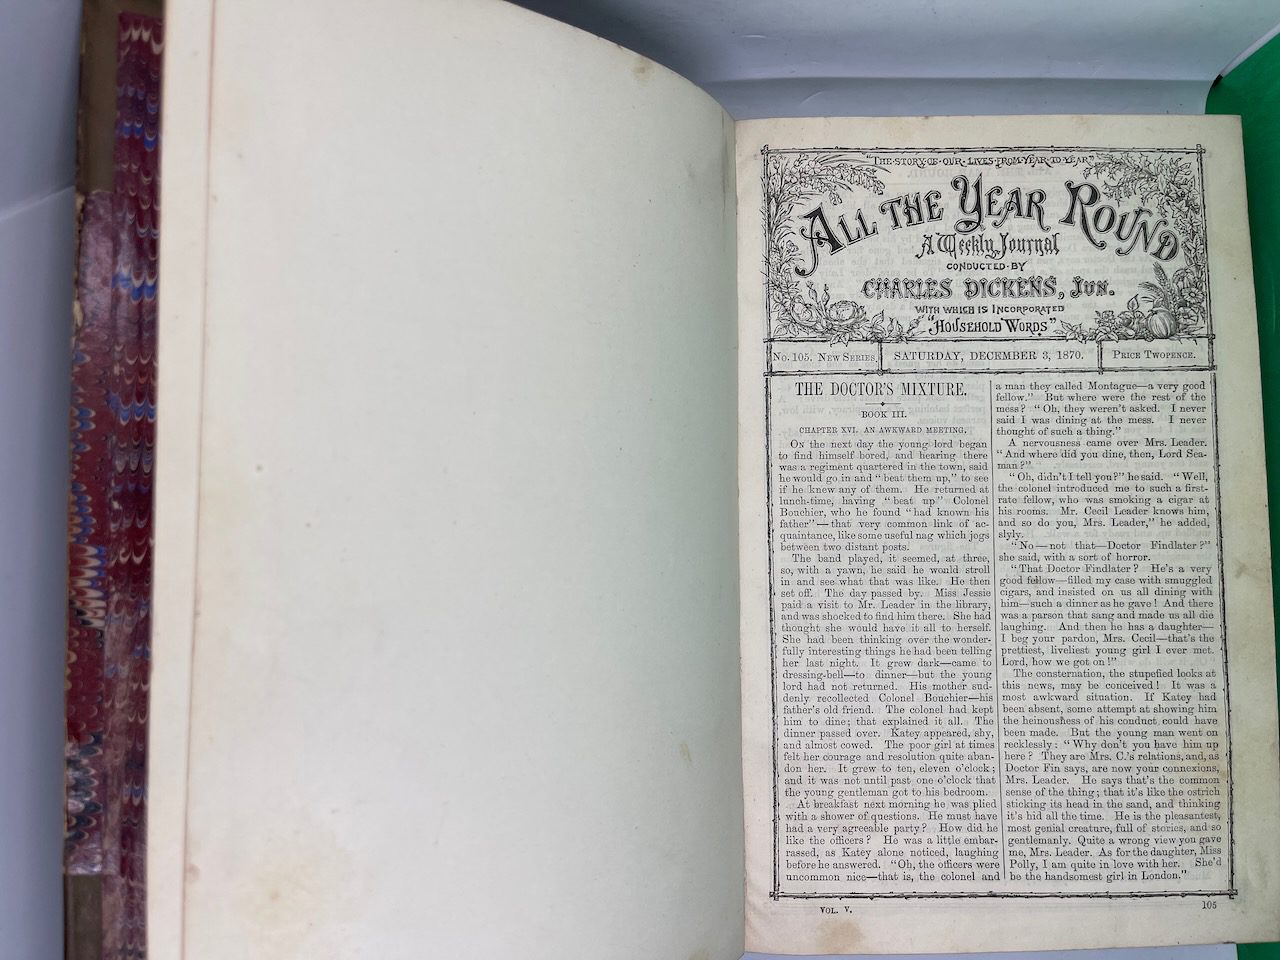 "THE STORY OF OUR LIVES FROM YEAR TO YEAR"
ALL THE YEAR ROUND
A Weekly Journal
CONDUCTED BY
CHARLES DICKENS, JUN.
WITH WHICH IS INCORPORATED
"HOUSEHOLD WORDS"
No. 105. NEW SERIES.
SATURDAY, DECEMBER 3, 1870.
PRICE TWOPENCE.
THE DOCTOR'S MIXTURE.
BOOK III.
CHAPTER XVI. AN AWKWARD MEETING.
ON the next day the young lord began
to find himself bored, and hearing there
was a regiment quartered in the town, said
he would go in and "beat them up," to see
if he knew any of them. He returned at
lunch-time, having "beat up" Colonel
Bouchier, who he found "had known his
father"—that very common link of ac-
quaintance, like some useful nag which jogs
between two distant posts.
The band played, it seemed, at three,
so, with a yawn, he said he would stroll
in and see what that was like. He then
set off. The day passed by. Miss Jessie
paid a visit to Mr. Leader in the library,
and was shocked to find him there. She had
thought she would have it all to herself.
She had been thinking over the wonder-
fully interesting things he had been telling
her last night. It grew dark—came to
dressing-bell—to dinner—but the young
lord had not returned. His mother sud-
denly recollected Colonel Bouchier—his
father's old friend. The colonel had kept
him to dine; that explained it all. The
dinner passed over. Katey appeared, shy,
and almost cowed. The poor girl at times
felt her courage and resolution quite aban-
don her. It grew to ten, eleven o'clock;
and it was not until past one o'clock that
the young gentleman got to his bedroom.
At breakfast next morning he was plied
with a shower of questions. He must have
had a very agreeable party? How did he
like the officers? He was a little embar-
rassed, as Katey alone noticed, laughing
before he answered. "Oh, the officers were
uncommon nice—that is, the colonel and
a man they called Montague—a very good
fellow." But where were the rest of the
mess? "Oh, they weren't asked. I never
said I was dining at the mess. I never
thought of such a thing."
A nervousness came over Mrs. Leader.
"And where did you dine, then, Lord Sea-
man?"
"Oh, didn't I tell you?" he said. "Well,
the colonel introduced me to such a first-
rate fellow, who was smoking a cigar at
his rooms. Mr. Cecil Leader knows him,
and so do you, Mrs. Leader," he added,
slyly.
"No—not that—Doctor Findlater?"
she said, with a sort of horror.
"That Doctor Findlater? He's a very
good fellow—filled my case with smuggled
cigars, and insisted on us all dining with
him—such a dinner as he gave! And there
was a parson that sang and made us all die
laughing. And then he has a daughter—
I beg your pardon, Mrs. Cecil—that's the
prettiest, liveliest young girl I ever met.
Lord, how we got on!"
The consternation, the stupefied looks at
this news, may be conceived! It was a
most awkward situation. If Katey had
been absent, some attempt at showing him
the heinousness of his conduct could have
been made. But the young man went on
recklessly: "Why don't you have him up
here? They are Mrs. C.'s relations, and, as
Doctor Fin says, are now your connexions,
Mrs. Leader. He says that's the common
sense of the thing; that it's like the ostrich
sticking its head in the sand, and thinking
it's hid all the time. He is the pleasantest,
most genial creature, full of stories, and so
gentlemanly. Quite a wrong view you gave
me, Mrs. Leader. As for the daughter, Miss
Polly, I am quite in love with her. She'd
be the handsomest girl in London."
VOL. V.
105